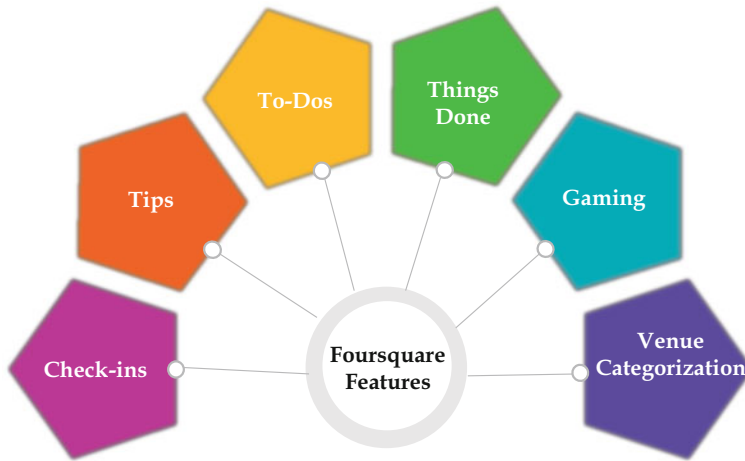 To-Dos
Things
Done
Tips
Gaming
Check-ins
Foursquare
Features
Venue
Categorization